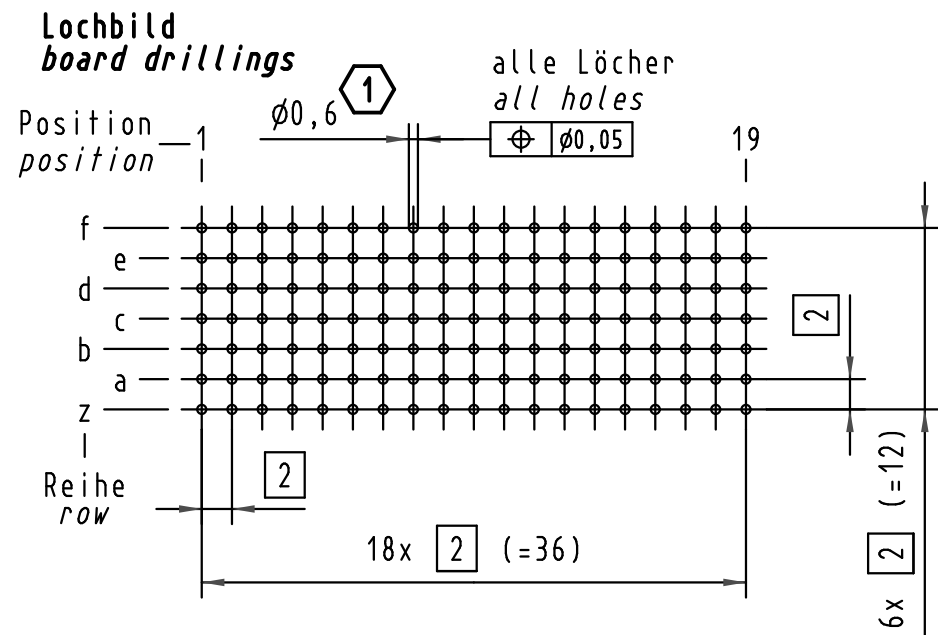 Lochbild
board drillings
alle Löcher
all holes
ø0,6
1
⌖ ø0,05
Position
position
1
19
f
e
d
c
b
a
z
2
Reihe
row
2
18x 2 (=36)
6x 2 (=12)